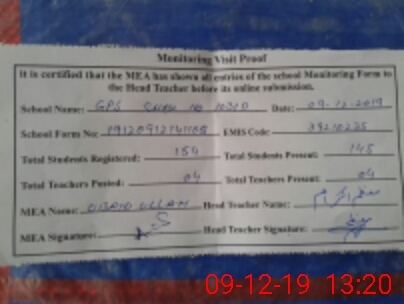 Monitoring Visit Proof
It is certified that the MEA has shown all entries of the school Monitoring Form to
the Head Teacher before its online submission.
School Name: GPS Date: 09-12-2019
School Form No: EMIS Code:
Total Students Registered: 154 Total Students Present: 145
Total Teachers Posted: 04 Total Teachers Present: 04
MEA Name: OBAID ULLAH Head Teacher Name:
MEA Signature: Head Teacher Signature:
09-12-19 13:20